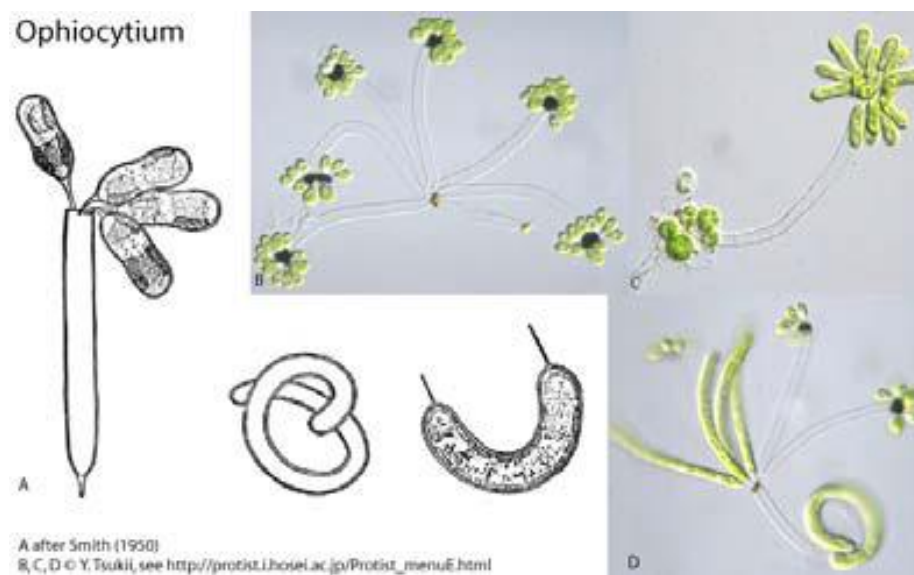 Ophiocytium
B
C
A
D
A after Smith (1950)
B, C, D © Y. Tsukii, see http://protist.i.hosei.ac.jp/Protist_menuE.html